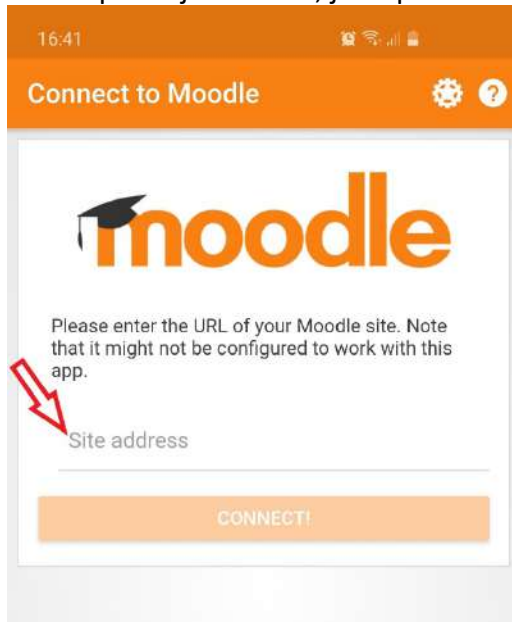 16:41
Connect to Moodle
?
moodle
Please enter the URL of your Moodle site. Note
that it might not be configured to work with this
app.
Site address
CONNECT!